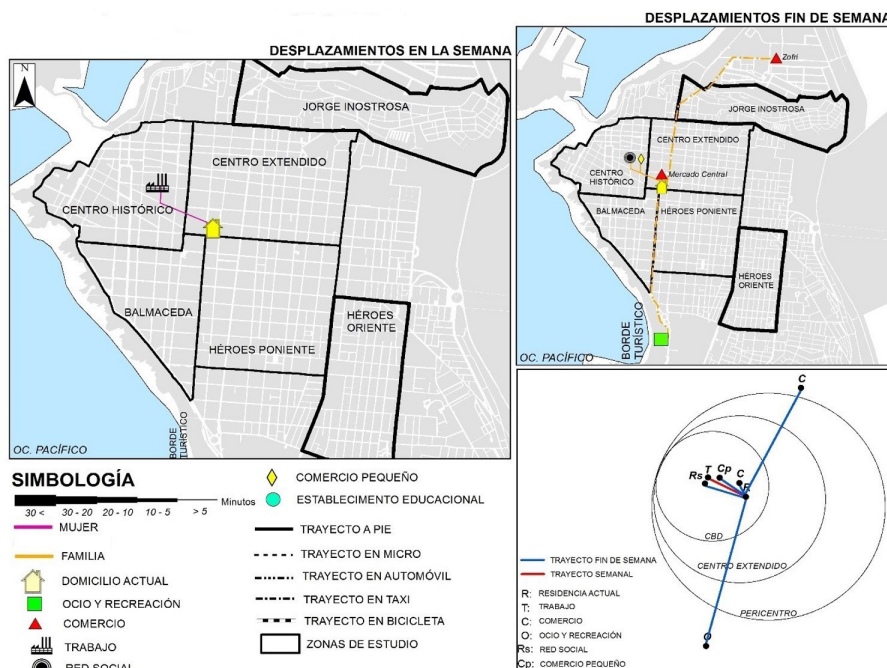 DESPLAZAMIENTOS EN LA SEMANA
N
JORGE INOSTROSA
CENTRO EXTENDIDO
CENTRO HISTÓRICO
BALMACEDA
HÉROES PONIENTE
HÉROES
ORIENTE
OC. PACÍFICO
BORDE
TURÍSTICO
DESPLAZAMIENTOS FIN DE SEMANA
Zofri
JORGE INOSTROSA
CENTRO EXTENDIDO
CENTRO
HISTÓRICO
Mercado Central
BALMACEDA
HÉROES PONIENTE
HÉROES
ORIENTE
BORDE
TURÍSTICO
OC. PACÍFICO
SIMBOLOGÍA
30 < 30 - 20 20 - 10 10 - 5 > 5 Minutos
MUJER
FAMILIA
DOMICILIO ACTUAL
OCIO Y RECREACIÓN
COMERCIO
TRABAJO
RED SOCIAL
COMERCIO PEQUEÑO
ESTABLECIMENTO EDUCACIONAL
TRAYECTO A PIE
TRAYECTO EN MICRO
TRAYECTO EN AUTOMÓVIL
TRAYECTO EN TAXI
TRAYECTO EN BICICLETA
ZONAS DE ESTUDIO
C
T Cp C
Rs R
CBD
CENTRO EXTENDIDO
PERICENTRO
O
TRAYECTO FIN DE SEMANA
TRAYECTO SEMANAL
R: RESIDENCIA ACTUAL
T: TRABAJO
C: COMERCIO
O: OCIO Y RECREACIÓN
Rs: RED SOCIAL
Cp: COMERCIO PEQUEÑO